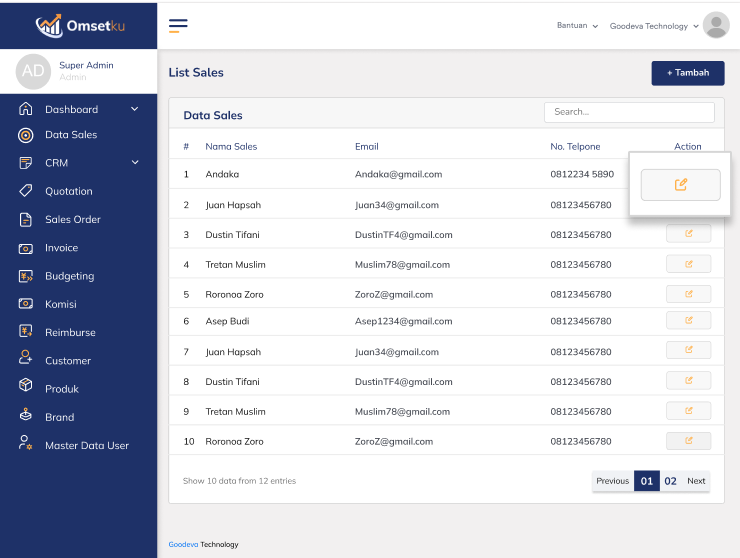 Omsetku
Bantuan
Goodeva Technology
AD
Super Admin
Admin
Dashboard
Data Sales
CRM
Quotation
Sales Order
Invoice
Budgeting
Komisi
Reimburse
Customer
Produk
Brand
Master Data User
List Sales
+ Tambah
Data Sales
Search...
# Nama Sales Email No. Telpone Action
1 Andaka Andaka@gmail.com 0812234 5890
2 Juan Hapsah Juan34@gmail.com 08123456780
3 Dustin Tifani DustinTF4@gmail.com 08123456780
4 Tretan Muslim Muslim78@gmail.com 08123456780
5 Roronoa Zoro ZoroZ@gmail.com 08123456780
6 Asep Budi Asep1234@gmail.com 08123456780
7 Juan Hapsah Juan34@gmail.com 08123456780
8 Dustin Tifani DustinTF4@gmail.com 08123456780
9 Tretan Muslim Muslim78@gmail.com 08123456780
10 Roronoa Zoro ZoroZ@gmail.com 08123456780
Show 10 data from 12 entries
Previous 01 02 Next
Goodeva Technology